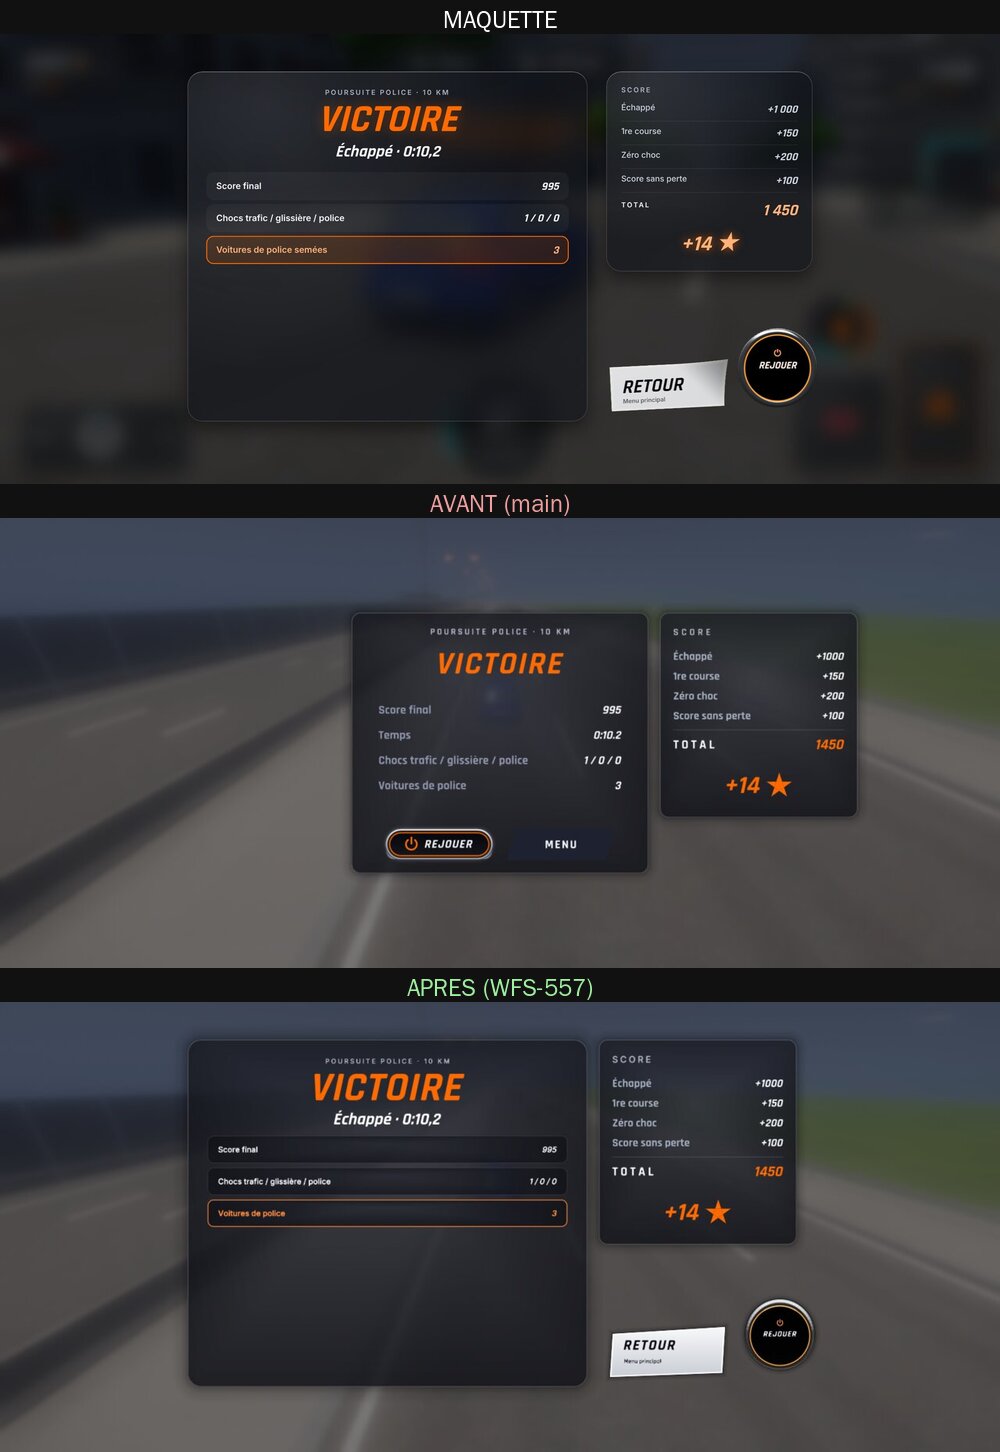 MAQUETTE
POURSUITE POLICE · 10 KM
VICTOIRE
Échappé · 0:10,2
Score final 995
Chocs trafic / glissière / police 1 / 0 / 0
Voitures de police semées 3
SCORE
Échappé +1 000
1re course +150
Zéro choc +200
Score sans perte +100
TOTAL 1 450
+14 ★
RETOUR
Menu principal
REJOUER
AVANT (main)
POURSUITE POLICE · 10 KM
VICTOIRE
Score final 995
Temps 0:10.2
Chocs trafic / glissière / police 1 / 0 / 0
Voitures de police 3
REJOUER
MENU
SCORE
Échappé +1000
1re course +150
Zéro choc +200
Score sans perte +100
TOTAL 1450
+14 ★
APRES (WFS-557)
POURSUITE POLICE · 10 KM
VICTOIRE
Échappé · 0:10,2
Score final 995
Chocs trafic / glissière / police 1 / 0 / 0
Voitures de police 3
SCORE
Échappé +1000
1re course +150
Zéro choc +200
Score sans perte +100
TOTAL 1450
+14 ★
RETOUR
Menu principal
REJOUER